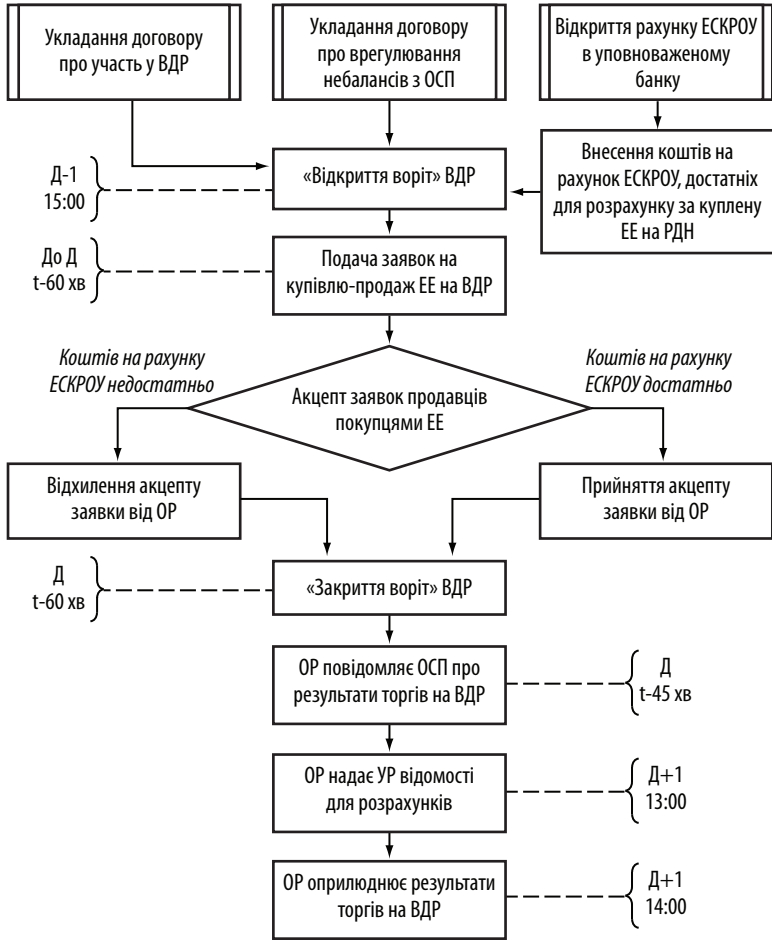 Укладання договору
про участь у ВДР
Укладання договору
про врегулювання
небалансів з ОСП
Відкриття рахунку ЕСКРОУ
в уповноваженому
банку
Д-1
15:00
«Відкриття воріт» ВДР
Внесення коштів на
рахунок ЕСКРОУ, достатніх
для розрахунку за куплену
ЕЕ на РДН
До Д
t-60 хв
Подача заявок на
купівлю-продаж ЕЕ на ВДР
Коштів на рахунку
ЕСКРОУ недостатньо
Акцепт заявок продавців
покупцями ЕЕ
Коштів на рахунку
ЕСКРОУ достатньо
Відхилення акцепту
заявки від ОР
Прийняття акцепту
заявки від ОР
Д
t-60 хв
«Закриття воріт» ВДР
ОР повідомляє ОСП про
результати торгів на ВДР
Д
t-45 хв
ОР надає УР відомості
для розрахунків
Д+1
13:00
ОР оприлюднює результати
торгів на ВДР
Д+1
14:00